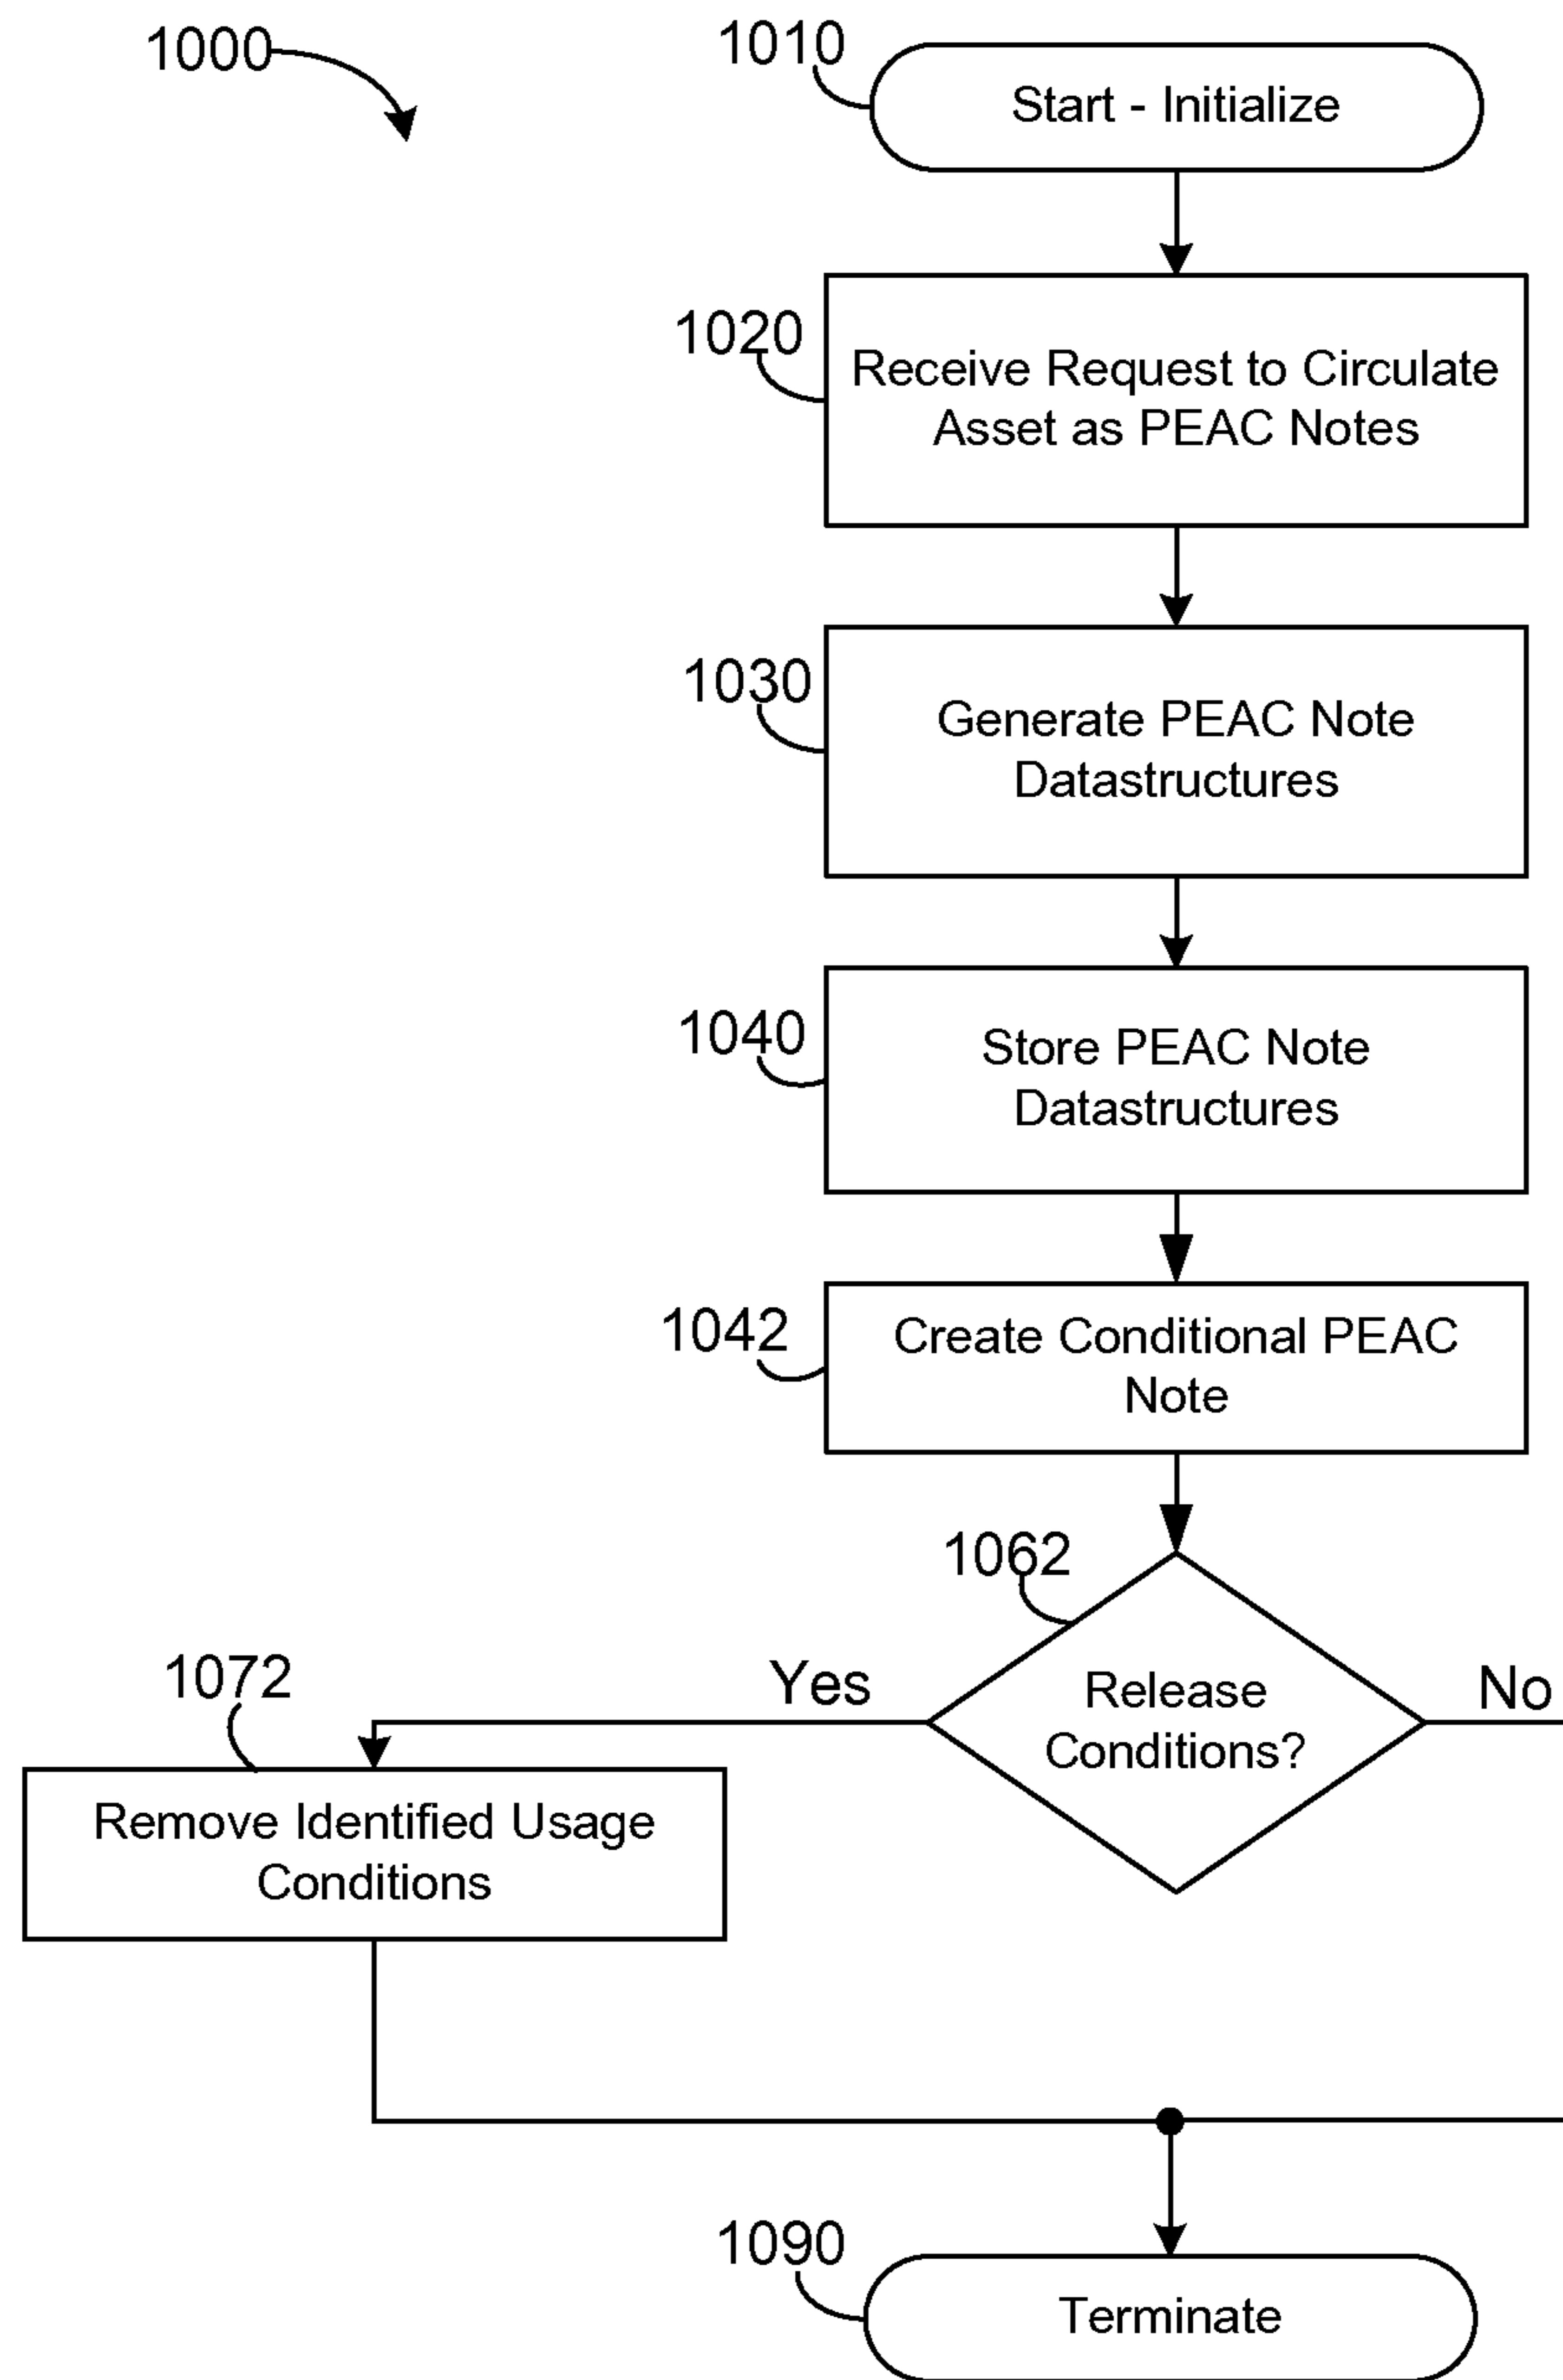 1000
1010
Start - Initialize
1020
Receive Request to Circulate
Asset as PEAC Notes
1030
Generate PEAC Note
Datastructures
1040
Store PEAC Note
Datastructures
1042
Create Conditional PEAC
Note
1062
Release
Conditions?
Yes
No
1072
Remove Identified Usage
Conditions
1090
Terminate